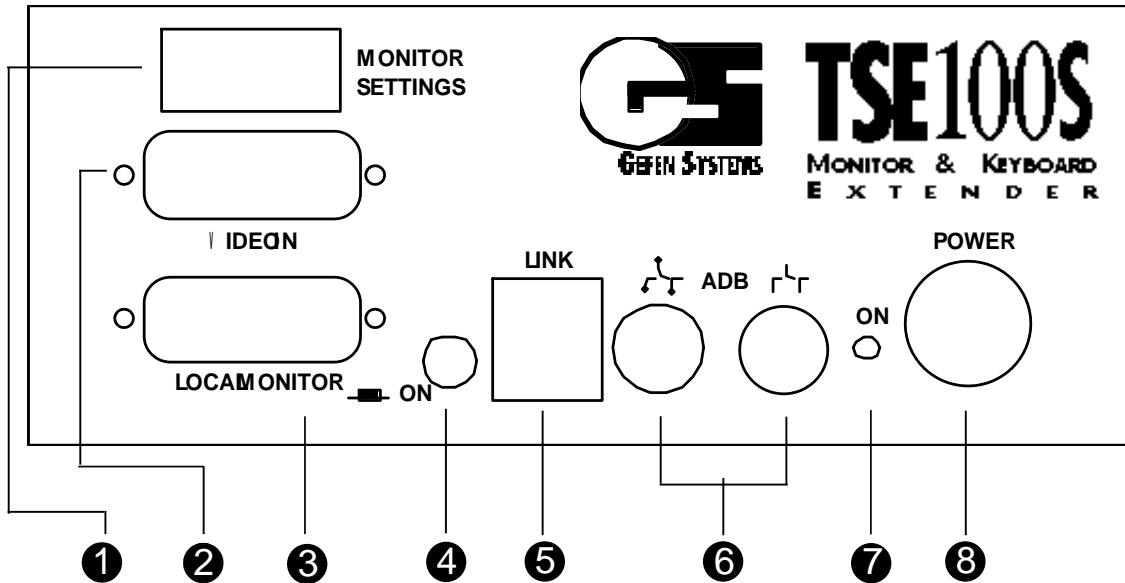 MONITOR
SETTINGS
GEFEN SYSTEMS
TSE100S
MONITOR & KEYBOARD
EXTENDER
VIDEO IN
LINK
ADB
POWER
ON
LOCAL MONITOR
ON
1 2 3 4 5 6 7 8